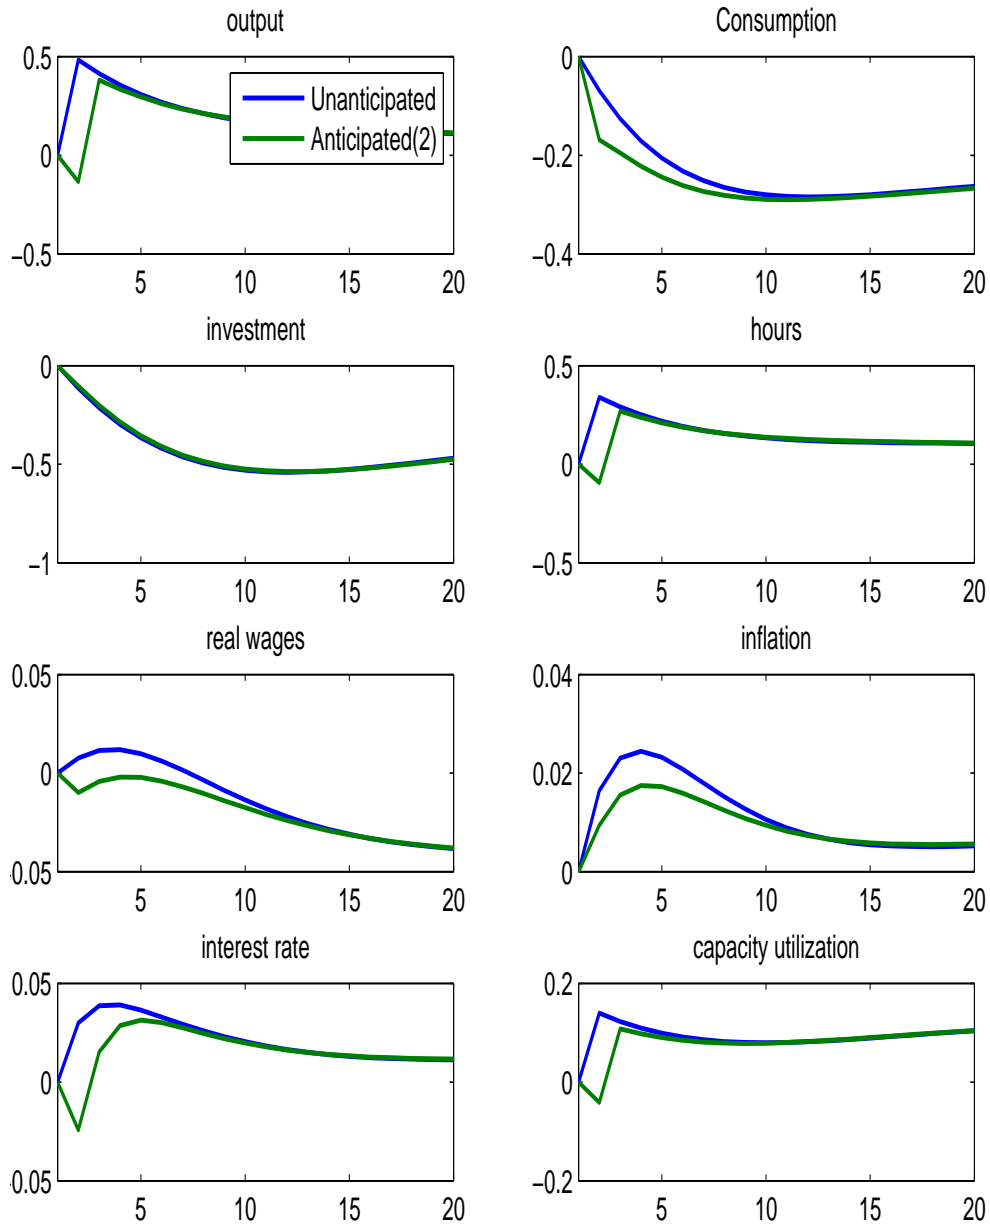 output
Consumption
0.5
0
−0.5
Unanticipated
Anticipated(2)
5 10 15 20
0
−0.2
−0.4
5 10 15 20
investment
hours
0
−0.5
−1
5 10 15 20
0.5
0
−0.5
5 10 15 20
real wages
inflation
0.05
0
0.05
5 10 15 20
0.04
0.02
0
5 10 15 20
interest rate
capacity utilization
0.05
0
0.05
5 10 15 20
0.2
0
−0.2
5 10 15 20